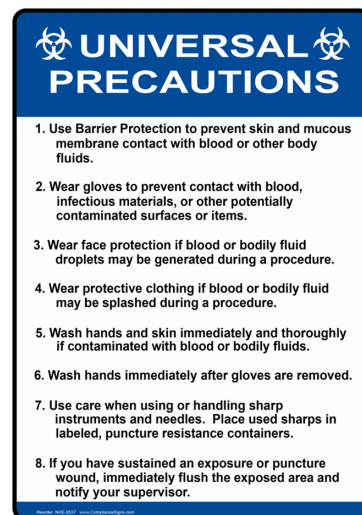 UNIVERSAL
PRECAUTIONS
1. Use Barrier Protection to prevent skin and mucous
membrane contact with blood or other body
fluids.
2. Wear gloves to prevent contact with blood,
infectious materials, or other potentially
contaminated surfaces or items.
3. Wear face protection if blood or bodily fluid
droplets may be generated during a procedure.
4. Wear protective clothing if blood or bodily fluid
may be splashed during a procedure.
5. Wash hands and skin immediately and thoroughly
if contaminated with blood or bodily fluids.
6. Wash hands immediately after gloves are removed.
7. Use care when using or handling sharp
instruments and needles. Place used sharps in
labeled, puncture resistance containers.
8. If you have sustained an exposure or puncture
wound, immediately flush the exposed area and
notify your supervisor.
Reorder: NHE-8537 www.ComplianceSigns.com